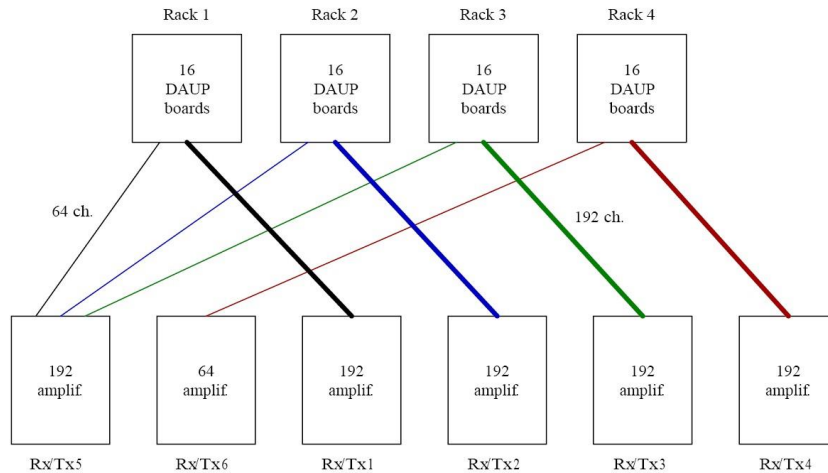 Rack 1
Rack 2
Rack 3
Rack 4
16
DAUP
boards
16
DAUP
boards
16
DAUP
boards
16
DAUP
boards
64 ch.
192 ch.
192
amplif.
64
amplif.
192
amplif.
192
amplif.
192
amplif.
192
amplif.
Rx/Tx5
Rx/Tx6
Rx/Tx1
Rx/Tx2
Rx/Tx3
Rx/Tx4